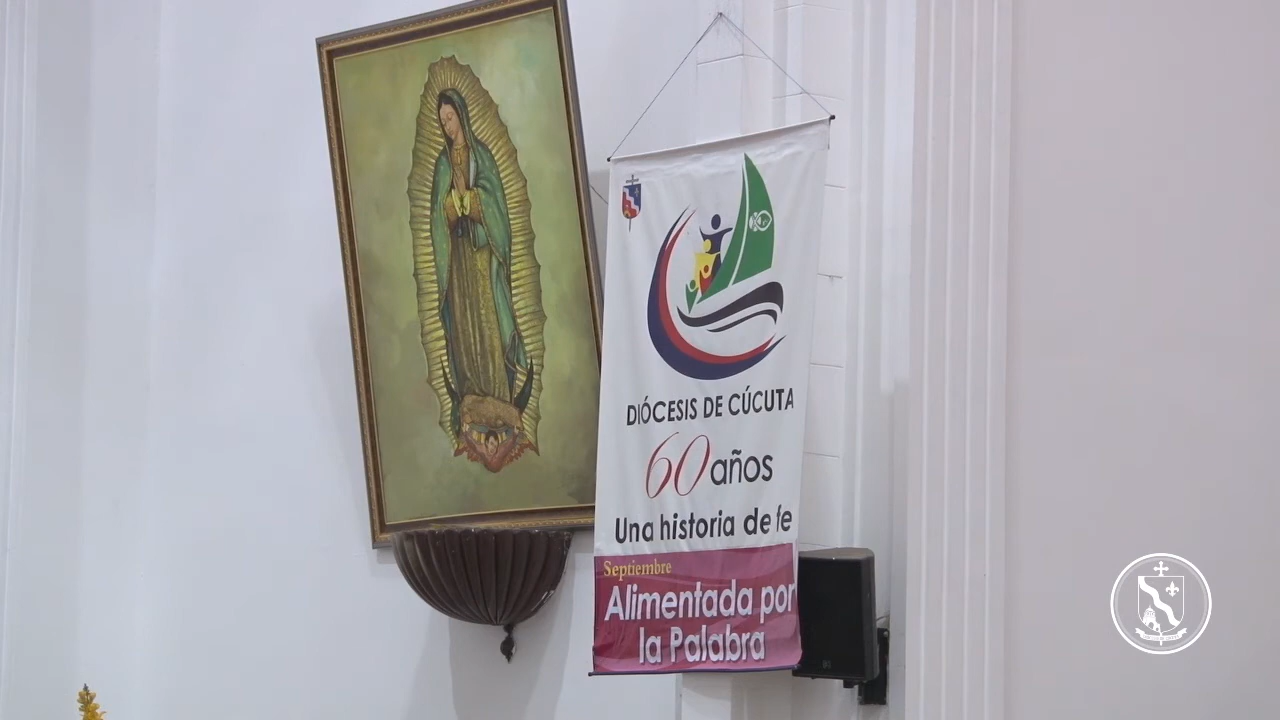 DIÓCESIS DE CÚCUTA
60 años
Una historia de fe
Septiembre
Alimentada por
la Palabra